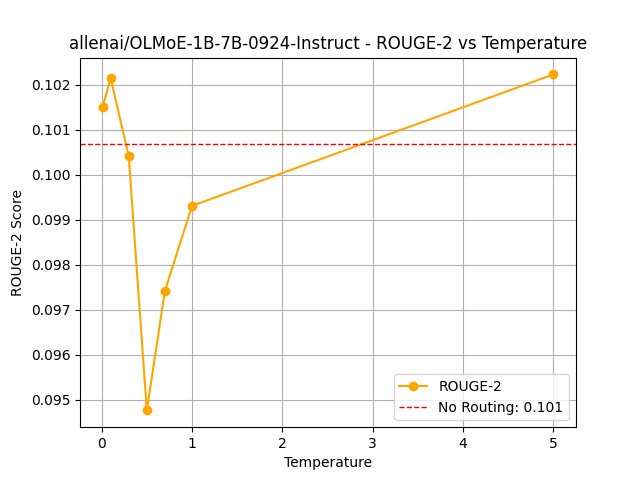 allenai/OLMoE-1B-7B-0924-Instruct - ROUGE-2 vs Temperature
0.102
0.101
0.100
0.099
0.098
0.097
0.096
0.095
ROUGE-2 Score
0 1 2 3 4 5
Temperature
ROUGE-2
No Routing: 0.101